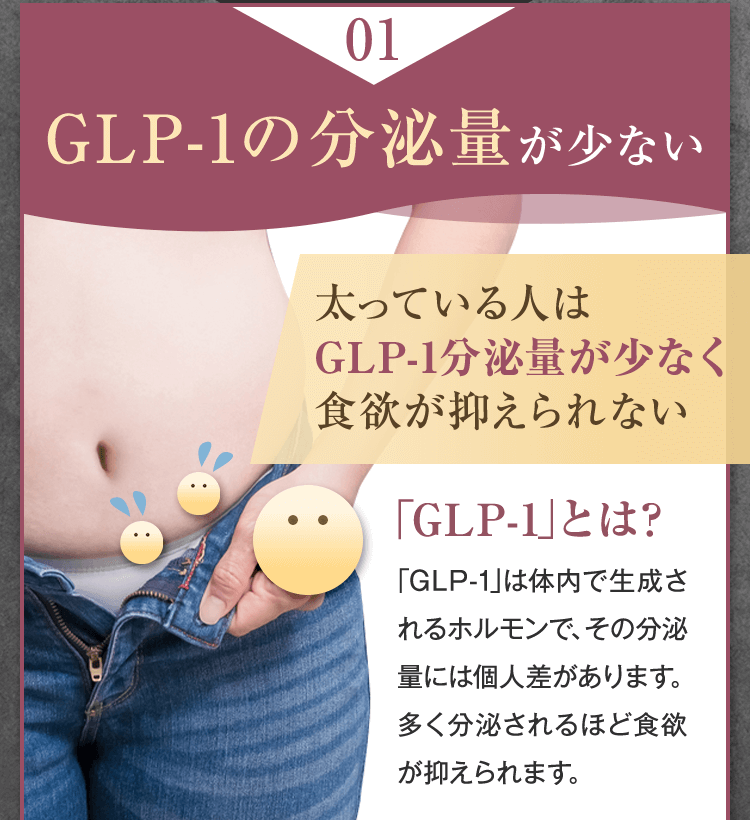 01
GLP-1の分泌量が少ない
太っている人は
GLP-1分泌量が少なく
食欲が抑えられない
「GLP-1」とは?
「GLP-1」は体内で生成さ
れるホルモンで、その分泌
量には個人差があります。
多く分泌されるほど食欲
が抑えられます。